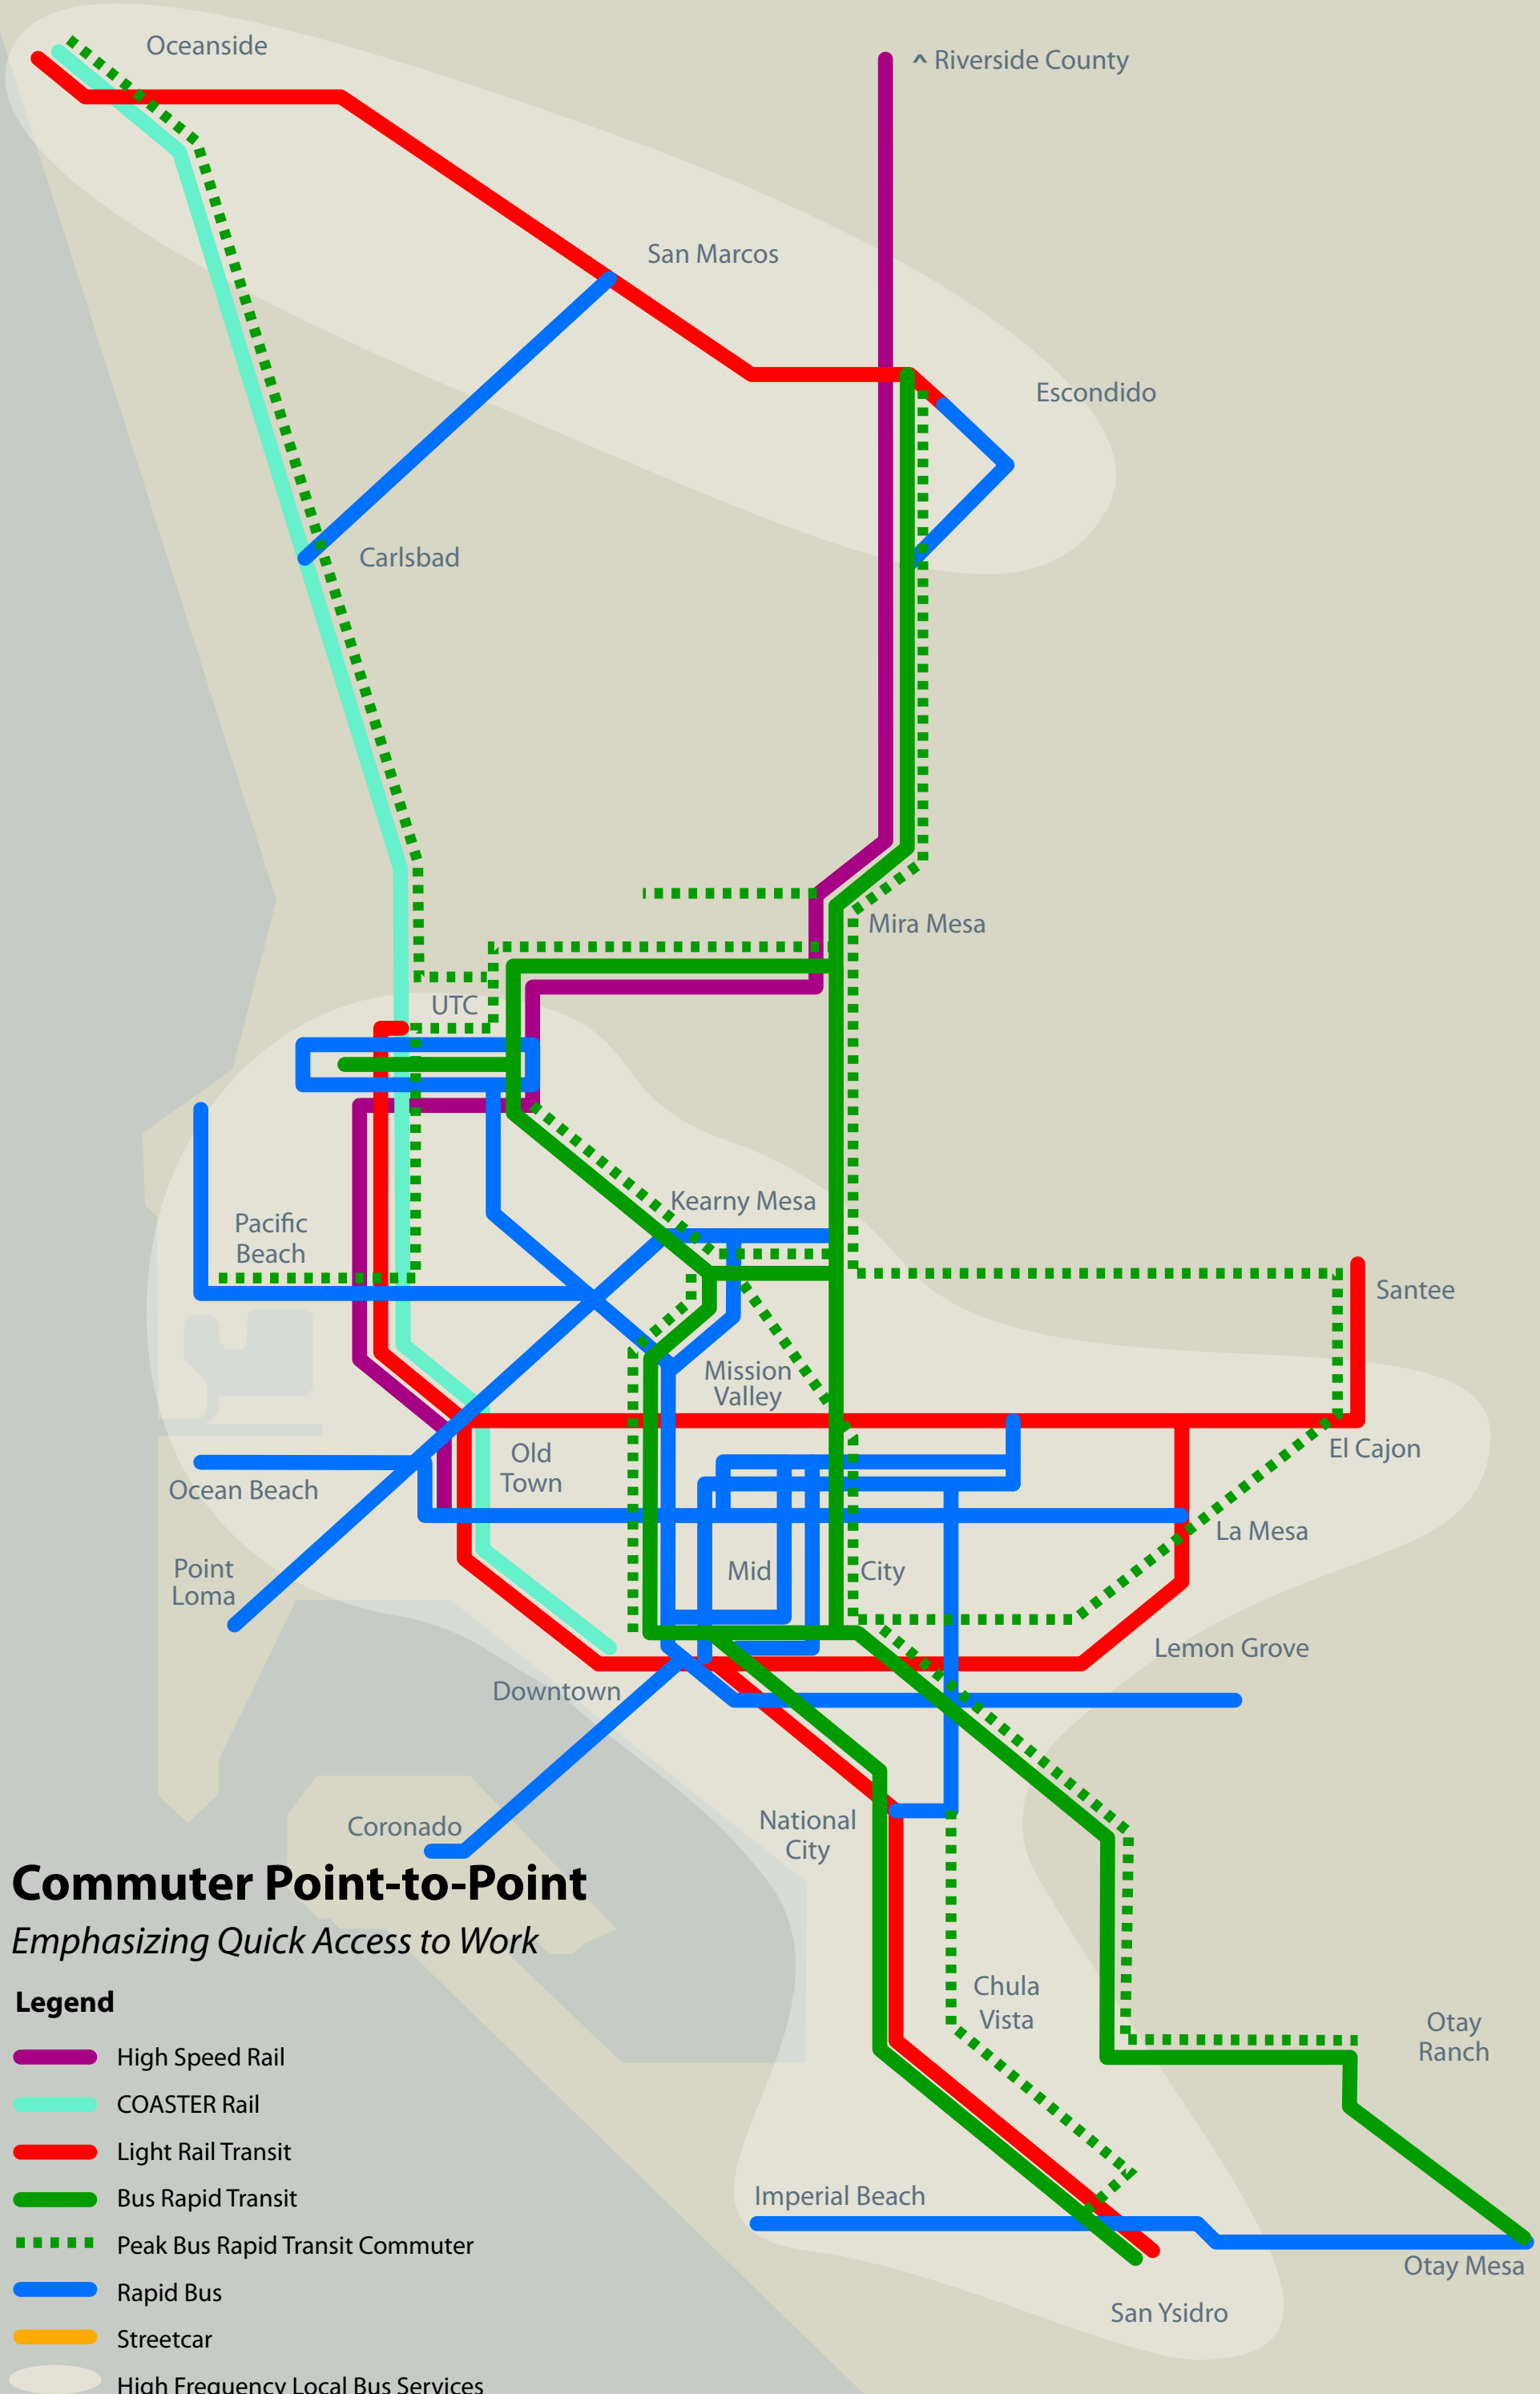 Oceanside
^ Riverside County
San Marcos
Escondido
Carlsbad
Mira Mesa
UTC
Kearny Mesa
Pacific
Beach
Santee
Mission
Valley
El Cajon
Old
Town
Ocean Beach
La Mesa
Point
Loma
Mid
City
Lemon Grove
Downtown
National
City
Coronado
Commuter Point-to-Point
Emphasizing Quick Access to Work
Chula
Vista
Otay
Ranch
Legend
High Speed Rail
COASTER Rail
Light Rail Transit
Bus Rapid Transit
Imperial Beach
Peak Bus Rapid Transit Commuter
Otay Mesa
Rapid Bus
San Ysidro
Streetcar
High Frequency Local Bus Services